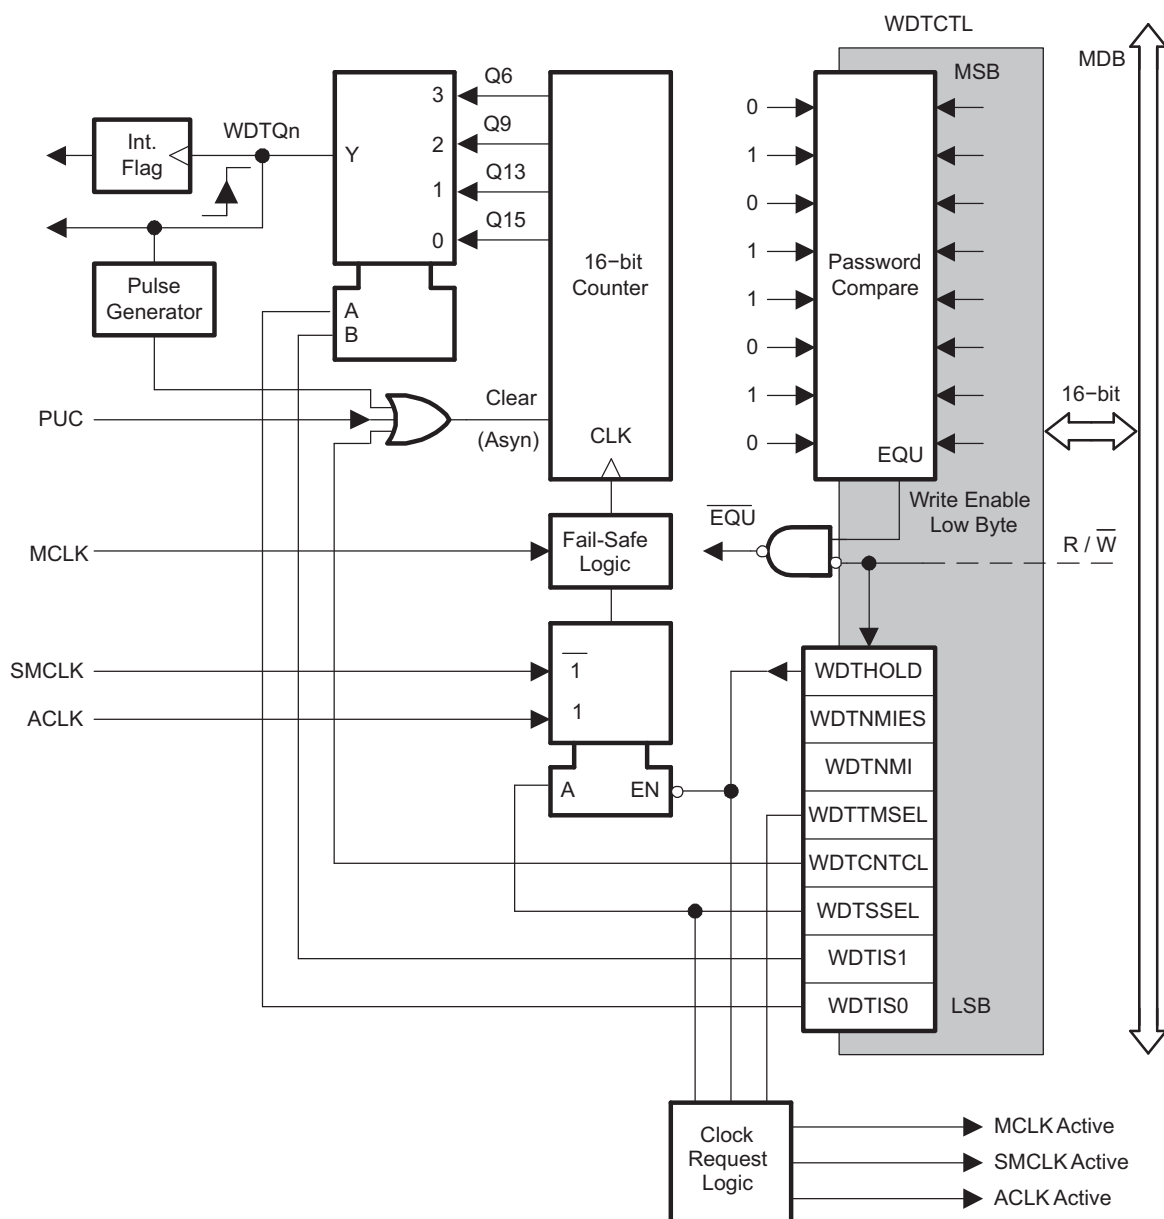 WDTCTL
MDB
MSB
Q6
3
Q9
2
Q13
1
Q15
0
Y
WDTQn
Int.
Flag
Pulse
Generator
A
B
16−bit
Counter
0
1
0
1
1
0
1
0
Password
Compare
EQU
16−bit
PUC
Clear
(Asyn)
CLK
Write Enable
Low Byte
EQU
R / W
MCLK
Fail-Safe
Logic
SMCLK
1
ACLK
1
A
EN
WDTHOLD
WDTNMIES
WDTNMI
WDTTMSEL
WDTCNTCL
WDTSSEL
WDTIS1
WDTIS0
LSB
Clock
Request
Logic
MCLK Active
SMCLK Active
ACLK Active